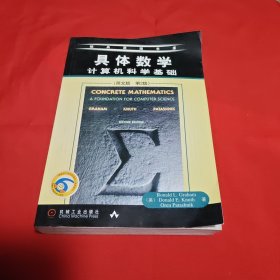 具体数学
计算机科学基础
(英文版 第2版)
CONCRETE MATHEMATICS
A FOUNDATION FOR COMPUTER SCIENCE
GRAHAM KNUTH PATASHNIK
SECOND EDITION
Ronald L. Graham
(美) Donald E. Knuth 著
Oren Patashnik
机械工业出版社
China Machine Press